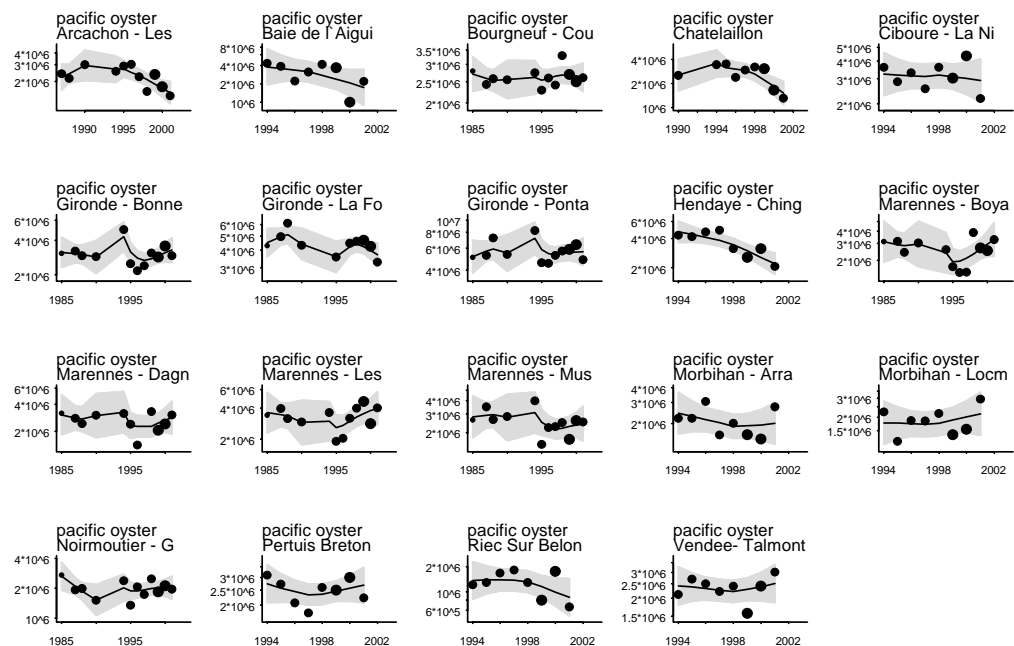 pacific oyster
Arcachon - Les
4*10^6
3*10^6
2*10^6
1990 1995 2000
pacific oyster
Baie de l' Aigui
8*10^6
4*10^6
2*10^6
10^6
1994 1998 2002
pacific oyster
Bourgneuf - Cou
3.5*10^6
3*10^6
2.5*10^6
2*10^6
1985 1995
pacific oyster
Chatelaillon
4*10^6
2*10^6
10^6
1990 1994 1998 2002
pacific oyster
Ciboure - La Ni
5*10^6
4*10^6
3*10^6
2*10^6
1994 1998 2002
pacific oyster
Gironde - Bonne
6*10^6
4*10^6
2*10^6
1985 1995
pacific oyster
Gironde - La Fo
6*10^6
5*10^6
4*10^6
3*10^6
1985 1995
pacific oyster
Gironde - Ponta
10^7
8*10^6
6*10^6
4*10^6
1985 1995
pacific oyster
Hendaye - Ching
6*10^6
4*10^6
2*10^6
1994 1998 2002
pacific oyster
Marennes - Boya
4*10^6
3*10^6
2*10^6
1985 1995
pacific oyster
Marennes - Dagn
6*10^6
4*10^6
2*10^6
1985 1995
pacific oyster
Marennes - Les
6*10^6
4*10^6
2*10^6
1985 1995
pacific oyster
Marennes - Mus
4*10^6
3*10^6
2*10^6
1985 1995
pacific oyster
Morbihan - Arra
4*10^6
3*10^6
2*10^6
1994 1998 2002
pacific oyster
Morbihan - Locm
3*10^6
2*10^6
1.5*10^6
1994 1998 2002
pacific oyster
Noirmoutier - G
4*10^6
2*10^6
10^6
1985 1995
pacific oyster
Pertuis Breton
3*10^6
2.5*10^6
2*10^6
1994 1998 2002
pacific oyster
Riec Sur Belon
2*10^6
10^6
6*10^5
1994 1998 2002
pacific oyster
Vendee- Talmont
3*10^6
2.5*10^6
2*10^6
1.5*10^6
1994 1998 2002